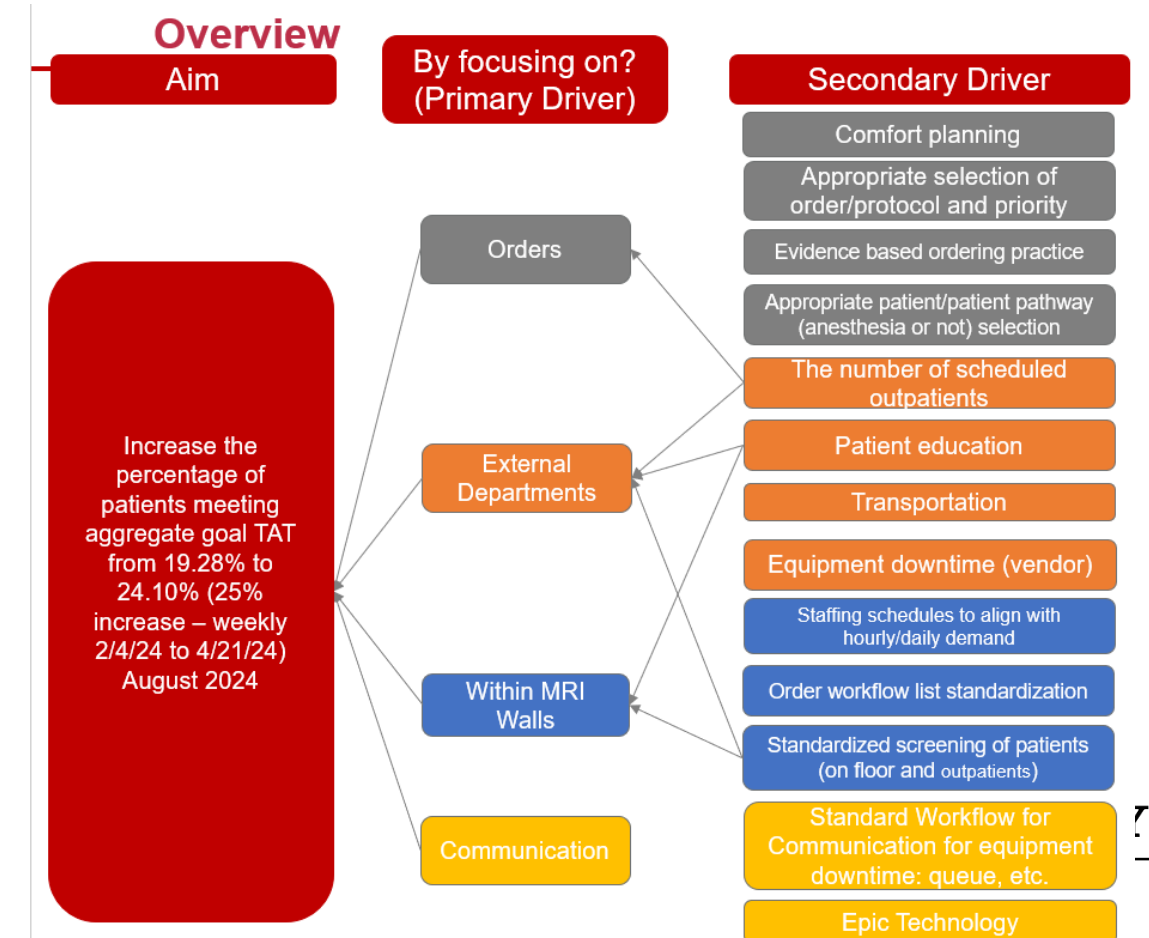 Overview
Aim
By focusing on?
(Primary Driver)
Secondary Driver
Increase the
percentage of
patients meeting
aggregate goal TAT
from 19.28% to
24.10% (25%
increase – weekly
2/4/24 to 4/21/24)
August 2024
Orders
External
Departments
Within MRI
Walls
Communication
Comfort planning
Appropriate selection of
order/protocol and priority
Evidence based ordering practice
Appropriate patient/patient pathway
(anesthesia or not) selection
The number of scheduled
outpatients
Patient education
Transportation
Equipment downtime (vendor)
Staffing schedules to align with
hourly/daily demand
Order workflow list standardization
Standardized screening of patients
(on floor and outpatients)
Standard Workflow for
Communication for equipment
downtime: queue, etc.
Epic Technology